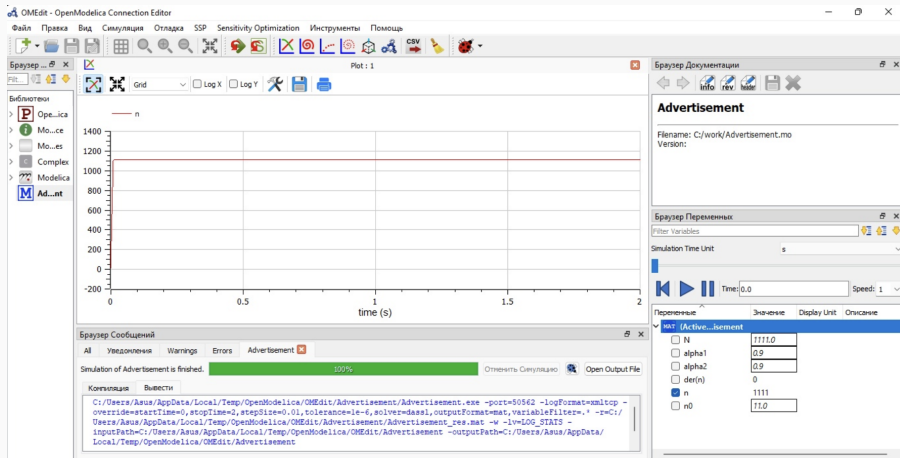 OMEdit - OpenModelica Connection Editor
Файл Правка Вид Симуляция Отладка SSP Sensitivity Optimization Инструменты Помощь
CSV
Браузер ...
Filt...
Библиотеки
P Ope...ica
i Mo...ce
Mo...es
C Complex
Modelica
M Ad...nt
Plot : 1
Grid Log X Log Y
n
1400
1200
1000
800
600
400
200
0
-200
0 0.5 1 1.5 2
time (s)
Браузер Сообщений
All Уведомления Warnings Errors Advertisement
Simulation of Advertisement is finished. 100% Отменить Симуляцию Open Output File
Компиляция Вывести
C:/Users/Asus/AppData/Local/Temp/OpenModelica/OMEdit/Advertisement/Advertisement.exe -port=50562 -logFormat=xmltcp -
override=startTime=0,stopTime=2,stepSize=0.01,tolerance=1e-6,solver=dassl,outputFormat=mat,variableFilter=.* -r=C:/
Users/Asus/AppData/Local/Temp/OpenModelica/OMEdit/Advertisement/Advertisement_res.mat -w -lv=LOG_STATS -
inputPath=C:/Users/Asus/AppData/Local/Temp/OpenModelica/OMEdit/Advertisement -outputPath=C:/Users/Asus/AppData/
Local/Temp/OpenModelica/OMEdit/Advertisement
Браузер Документации
info rev header
Advertisement
Filename: C:/work/Advertisement.mo
Version:
Браузер Переменных
Filter Variables
Simulation Time Unit s
Time: 0.0 Speed: 1
Переменные Значение Display Unit Описание
MAT (Active...isement
N 1111.0
alpha1 0.9
alpha2 0.9
der(n) 0
n 1111
n0 11.0